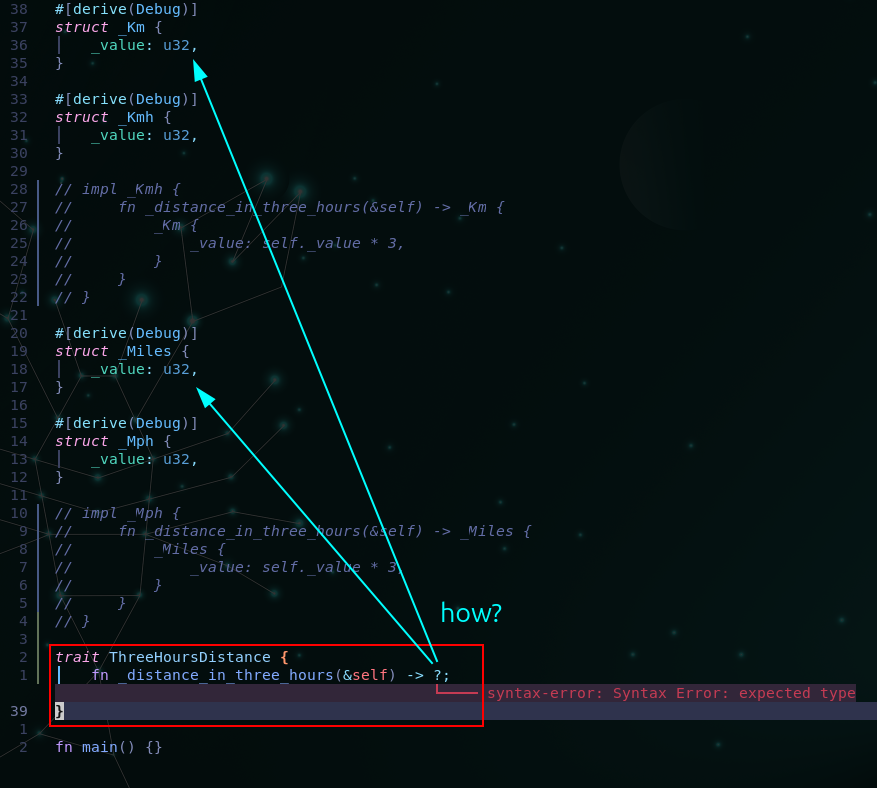 38 #[derive(Debug)]
37 struct _Km {
36 │   _value: u32,
35 }
34
33 #[derive(Debug)]
32 struct _Kmh {
31 │   _value: u32,
30 }
29
28 // impl _Kmh {
27 //     fn _distance_in_three_hours(&self) -> _Km {
26 //         _Km {
25 //             _value: self._value * 3,
24 //         }
23 //     }
22 // }
21
20 #[derive(Debug)]
19 struct _Miles {
18 │   _value: u32,
17 }
16
15 #[derive(Debug)]
14 struct _Mph {
13 │   _value: u32,
12 }
11
10 // impl _Mph {
9 //     fn _distance_in_three_hours(&self) -> _Miles {
8 //         _Miles {
7 //             _value: self._value * 3,
6 //         }
5 //     }
4 // }
how?
3
2 trait ThreeHoursDistance {
1 │   fn _distance_in_three_hours(&self) -> ?;
syntax-error: Syntax Error: expected type
39 }
1
2 fn main() {}